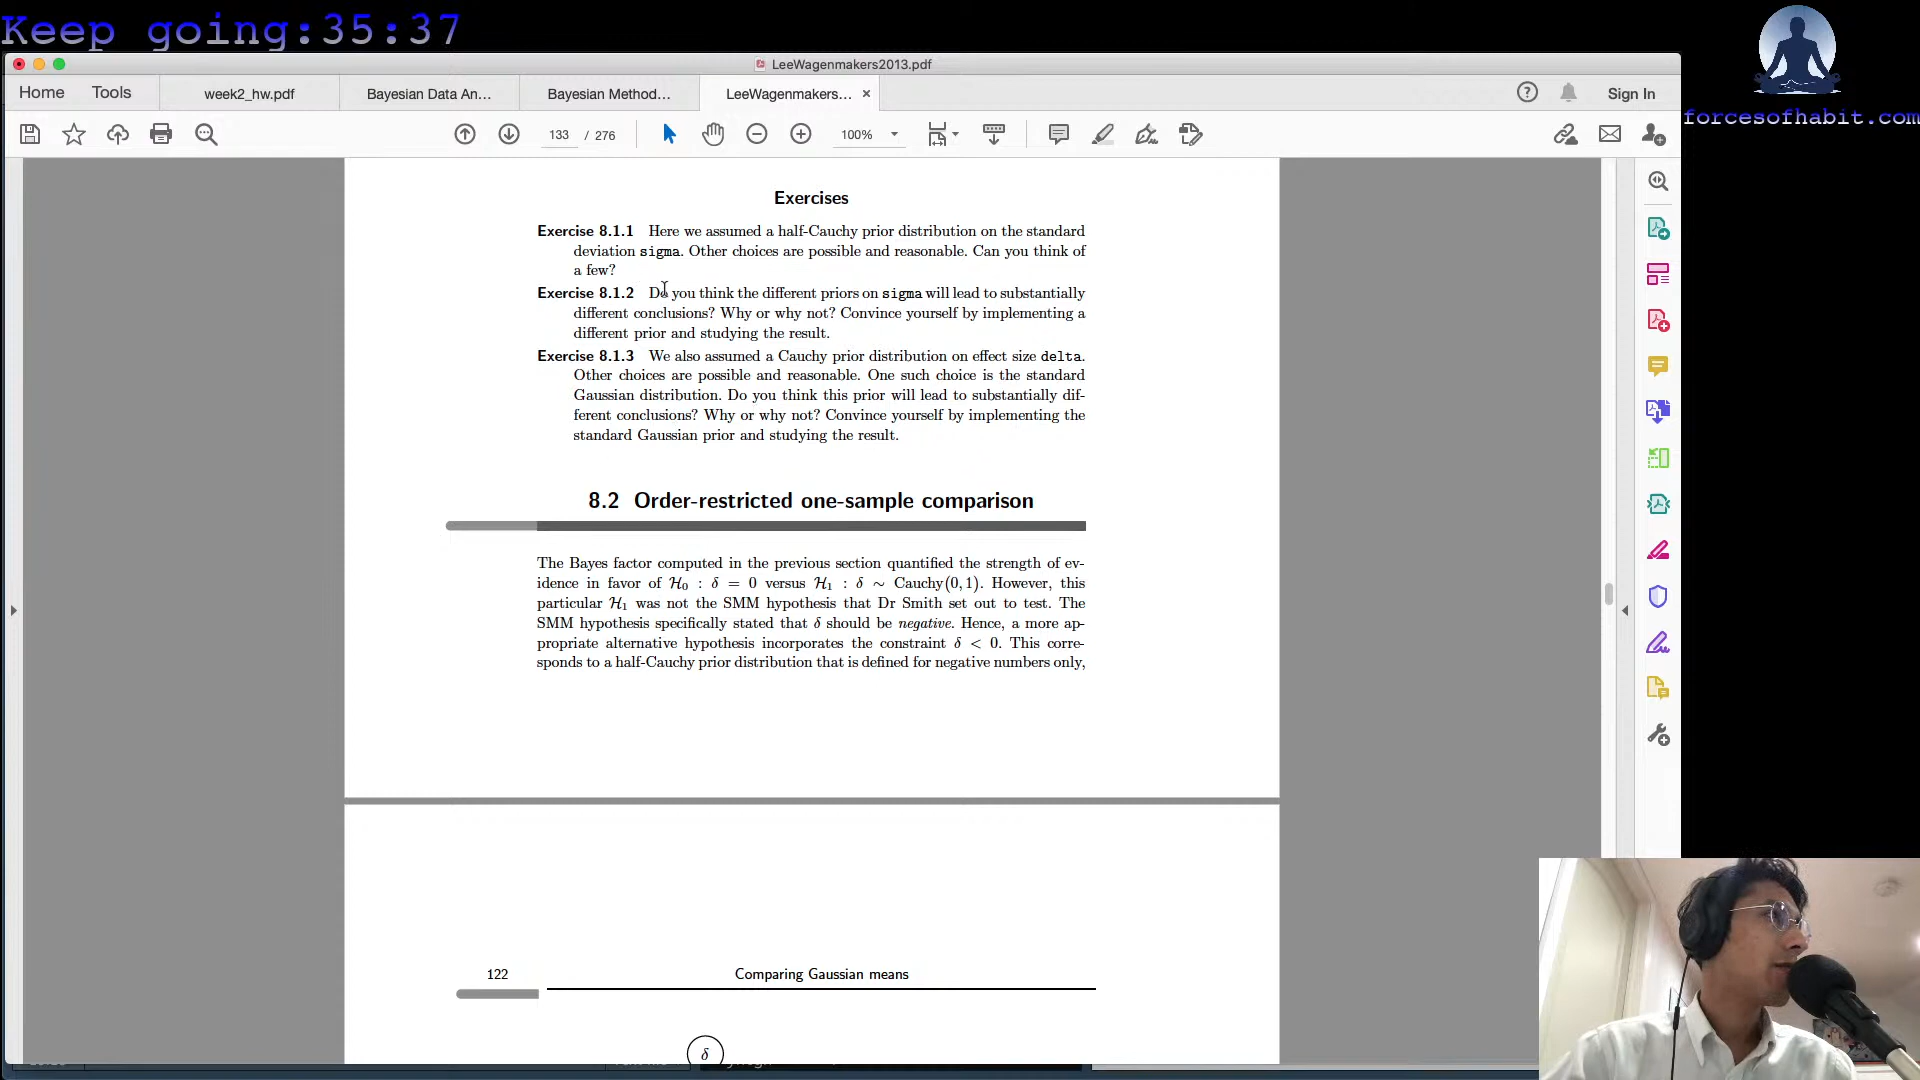 Keep going:35:37
LeeWagenmakers2013.pdf
Home Tools week2_hw.pdf Bayesian Data An... Bayesian Method... LeeWagenmakers... × Sign In
133 / 276 100%
forcesofhabit.com
Exercises
Exercise 8.1.1 Here we assumed a half-Cauchy prior distribution on the standard
deviation sigma. Other choices are possible and reasonable. Can you think of
a few?
Exercise 8.1.2 Do you think the different priors on sigma will lead to substantially
different conclusions? Why or why not? Convince yourself by implementing a
different prior and studying the result.
Exercise 8.1.3 We also assumed a Cauchy prior distribution on effect size delta.
Other choices are possible and reasonable. One such choice is the standard
Gaussian distribution. Do you think this prior will lead to substantially dif-
ferent conclusions? Why or why not? Convince yourself by implementing the
standard Gaussian prior and studying the result.
8.2 Order-restricted one-sample comparison
The Bayes factor computed in the previous section quantified the strength of ev-
idence in favor of ℋ₀ : δ = 0 versus ℋ₁ : δ ∼ Cauchy(0, 1). However, this
particular ℋ₁ was not the SMM hypothesis that Dr Smith set out to test. The
SMM hypothesis specifically stated that δ should be negative. Hence, a more ap-
propriate alternative hypothesis incorporates the constraint δ < 0. This corre-
sponds to a half-Cauchy prior distribution that is defined for negative numbers only,
122 Comparing Gaussian means
δ